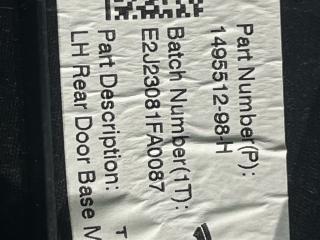 Part Number(P):
1495512-98-H
Batch Number(1T):
E2J23081FA0087
Part Description:
LH Rear Door Base M
T